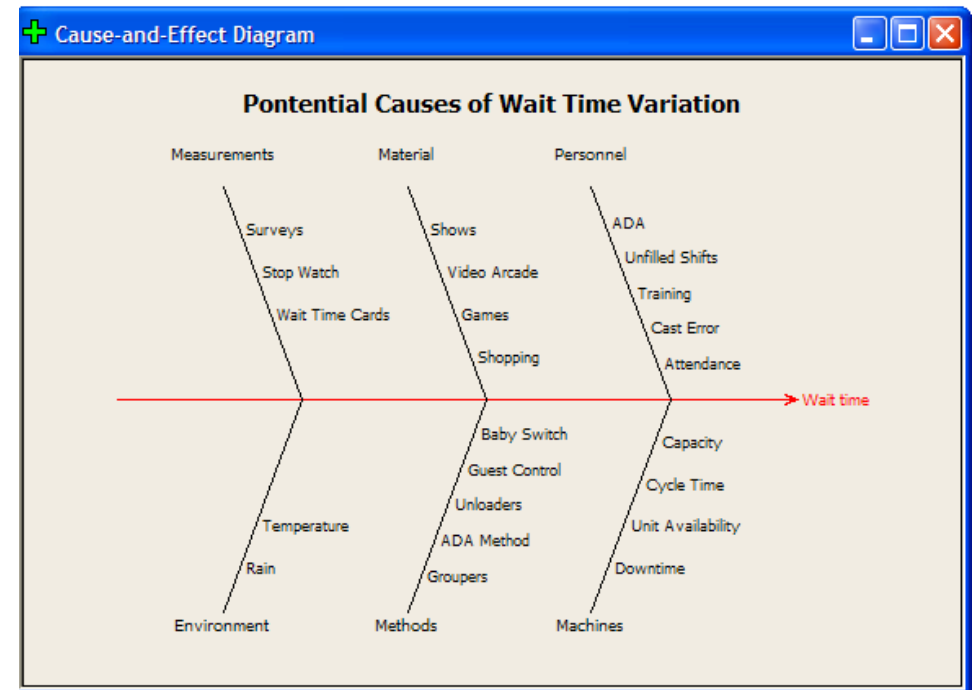 Cause-and-Effect Diagram
Pontential Causes of Wait Time Variation
Measurements
Material
Personnel
Surveys
Stop Watch
Wait Time Cards
Shows
Video Arcade
Games
Shopping
ADA
Unfilled Shifts
Training
Cast Error
Attendance
Wait time
Temperature
Rain
Baby Switch
Guest Control
Unloaders
ADA Method
Groupers
Capacity
Cycle Time
Unit Availability
Downtime
Environment
Methods
Machines